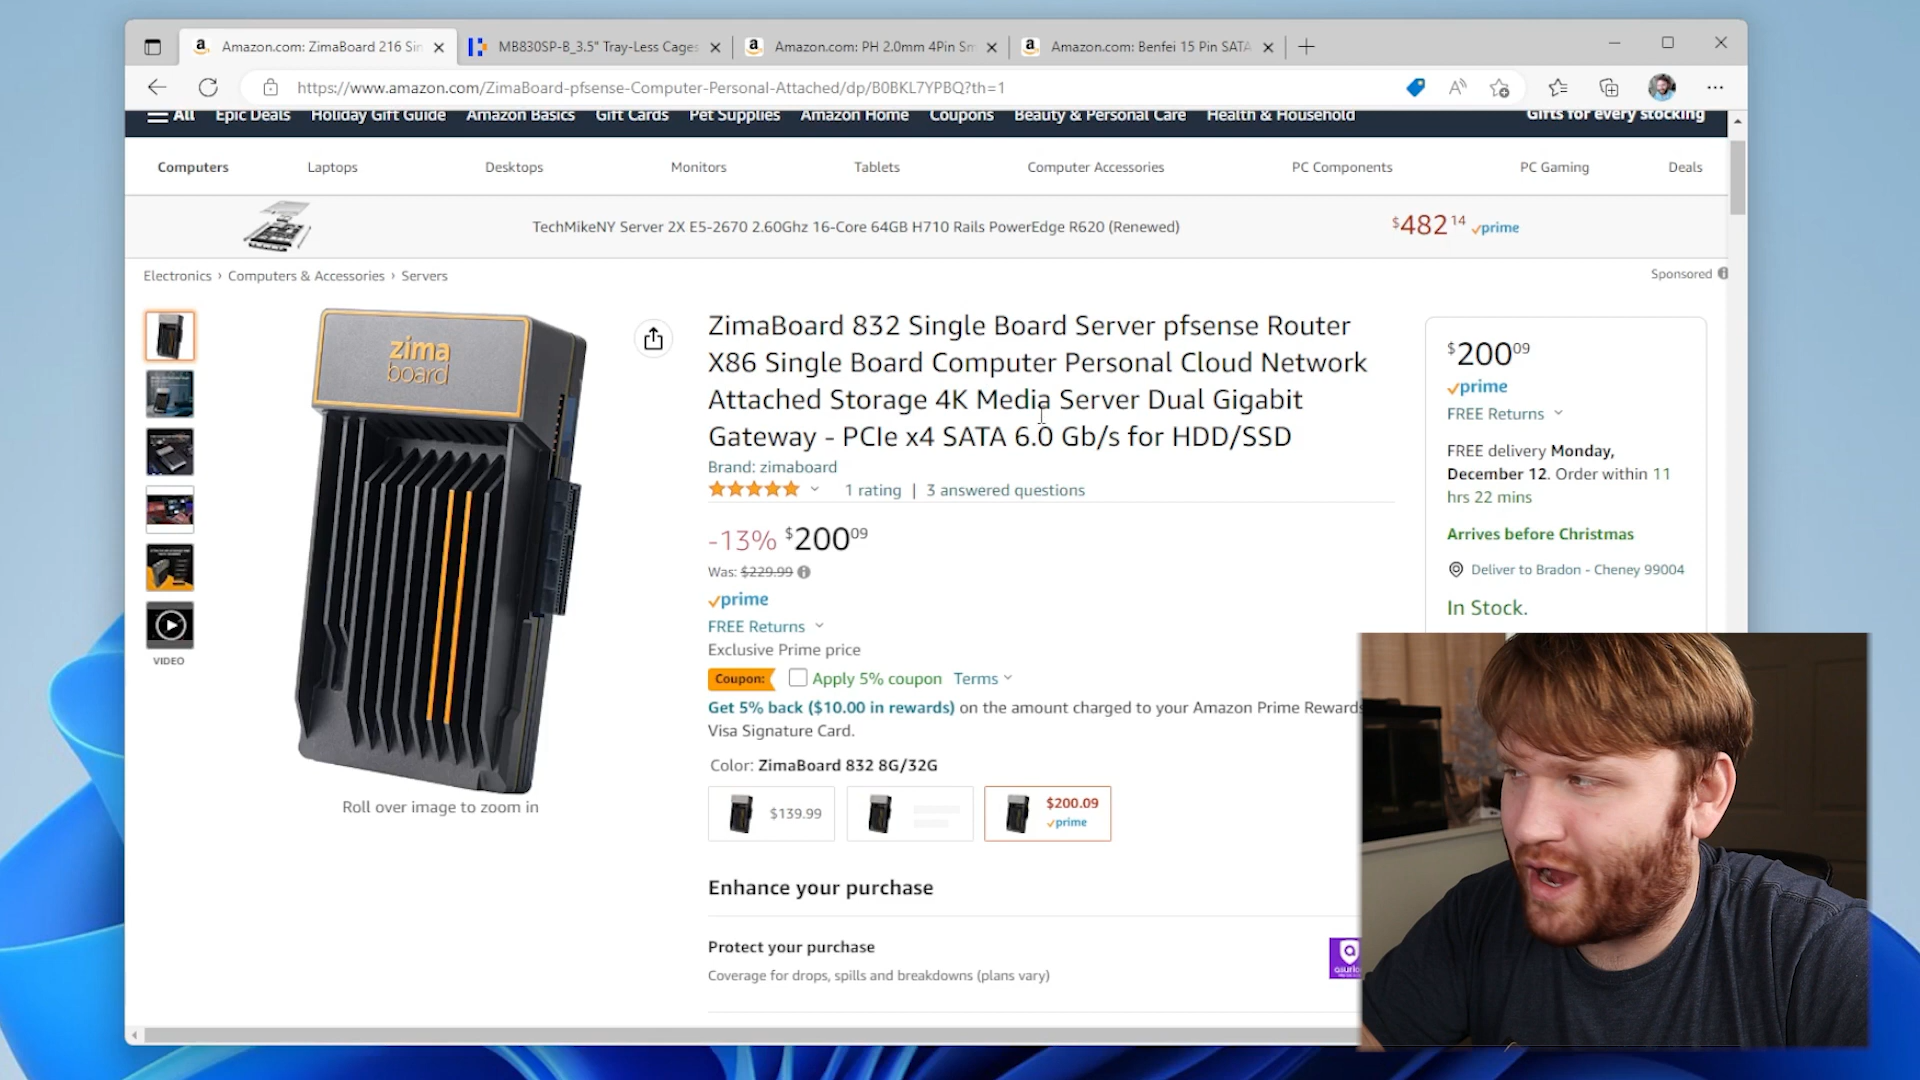 Amazon.com: ZimaBoard 216 Sin
MB830SP-B_3.5" Tray-Less Cages
Amazon.com: PH 2.0mm 4Pin Sm
Amazon.com: Benfei 15 Pin SATA
https://www.amazon.com/ZimaBoard-pfsense-Computer-Personal-Attached/dp/B0BKL7YPBQ?th=1
All Epic Deals Holiday Gift Guide Amazon Basics Gift Cards Pet Supplies Amazon Home Coupons Beauty & Personal Care Health & Household Gifts for every stocking
Computers Laptops Desktops Monitors Tablets Computer Accessories PC Components PC Gaming Deals
TechMikeNY Server 2X E5-2670 2.60Ghz 16-Core 64GB H710 Rails PowerEdge R620 (Renewed) $482 14 prime
Electronics › Computers & Accessories › Servers
Sponsored
zima
board
VIDEO
Roll over image to zoom in
ZimaBoard 832 Single Board Server pfsense Router
X86 Single Board Computer Personal Cloud Network
Attached Storage 4K Media Server Dual Gigabit
Gateway - PCIe x4 SATA 6.0 Gb/s for HDD/SSD
Brand: zimaboard
1 rating | 3 answered questions
-13% $200 09
Was: $229.99
prime
FREE Returns
Exclusive Prime price
Coupon: Apply 5% coupon Terms
Get 5% back ($10.00 in rewards) on the amount charged to your Amazon Prime Rewards
Visa Signature Card.
Color: ZimaBoard 832 8G/32G
$139.99
$200.09
prime
Enhance your purchase
Protect your purchase
Coverage for drops, spills and breakdowns (plans vary)
$200 09
prime
FREE Returns
FREE delivery Monday,
December 12. Order within 11
hrs 22 mins
Arrives before Christmas
Deliver to Bradon - Cheney 99004
In Stock.